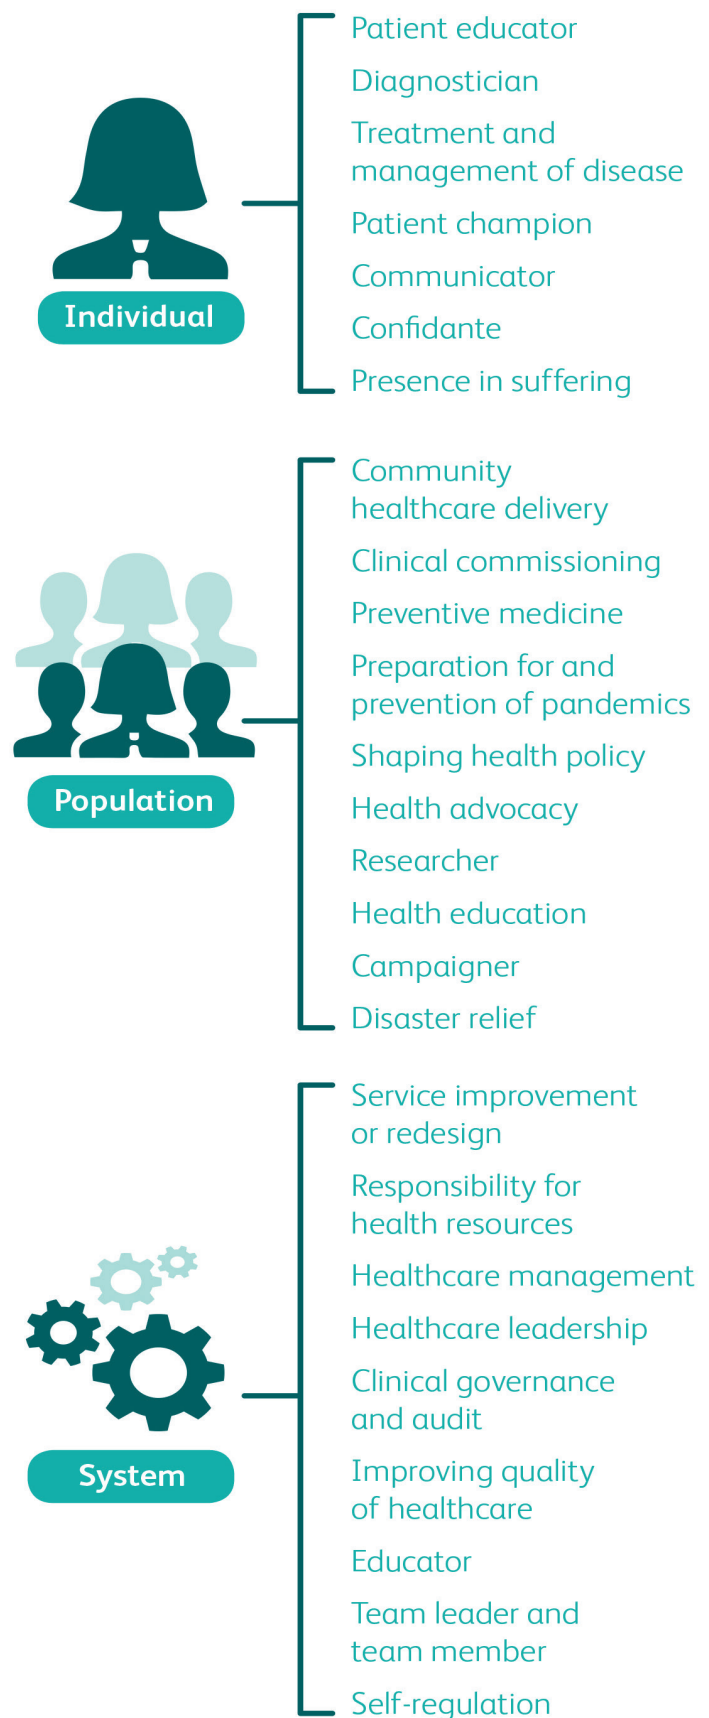 Patient educator
Diagnostician
Treatment and
management of disease
Patient champion
Communicator
Confidante
Presence in suffering
Individual
Community
healthcare delivery
Clinical commissioning
Preventive medicine
Preparation for and
prevention of pandemics
Shaping health policy
Health advocacy
Researcher
Health education
Campaigner
Disaster relief
Population
Service improvement
or redesign
Responsibility for
health resources
Healthcare management
Healthcare leadership
Clinical governance
and audit
Improving quality
of healthcare
Educator
Team leader and
team member
Self-regulation
System